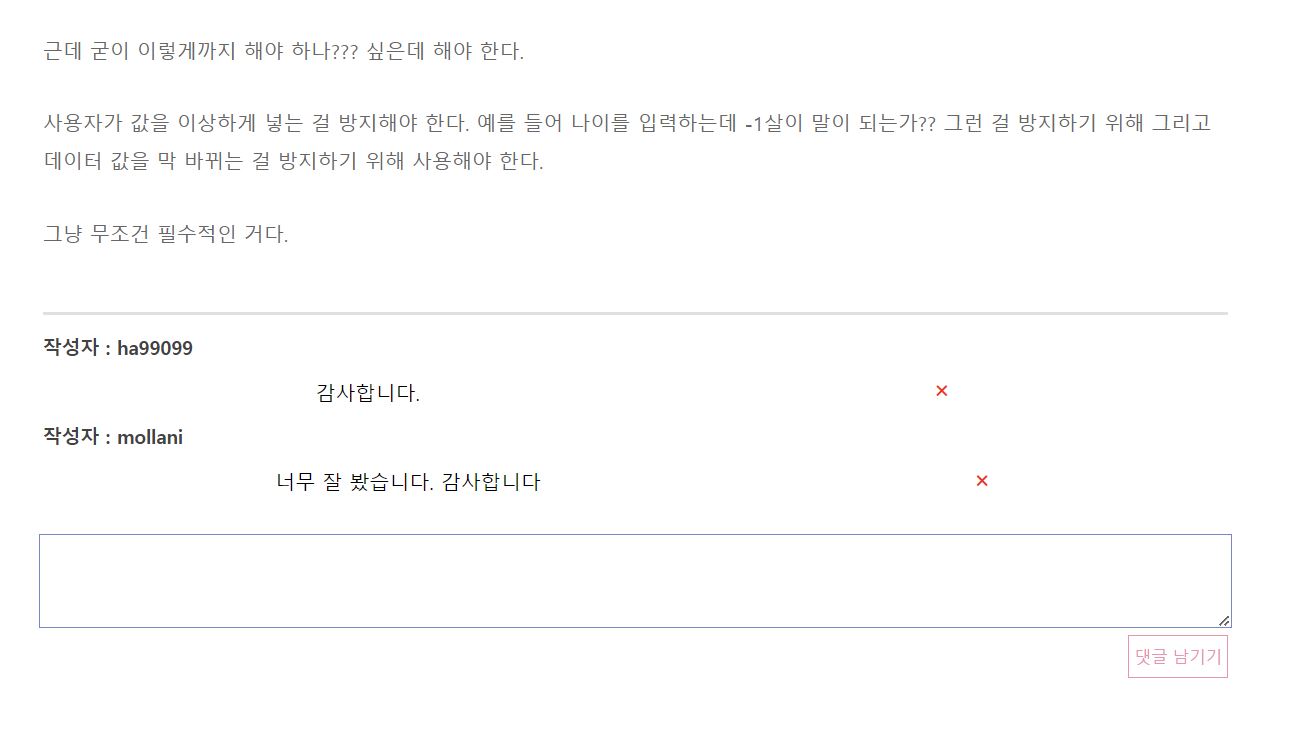 근데 굳이 이렇게까지 해야 하나??? 싶은데 해야 한다.
사용자가 값을 이상하게 넣는 걸 방지해야 한다. 예를 들어 나이를 입력하는데 -1살이 말이 되는가?? 그런 걸 방지하기 위해 그리고
데이터 값을 막 바뀌는 걸 방지하기 위해 사용해야 한다.
그냥 무조건 필수적인 거다.
작성자 : ha99099
감사합니다.
작성자 : mollani
너무 잘 봤습니다. 감사합니다
댓글 남기기